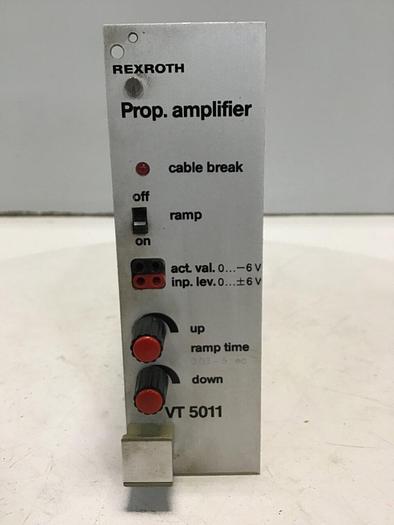 REXROTH
Prop. amplifier
cable break
off
ramp
on
act. val. 0...−6 V
inp. lev. 0...±6 V
up
ramp time
down
VT 5011